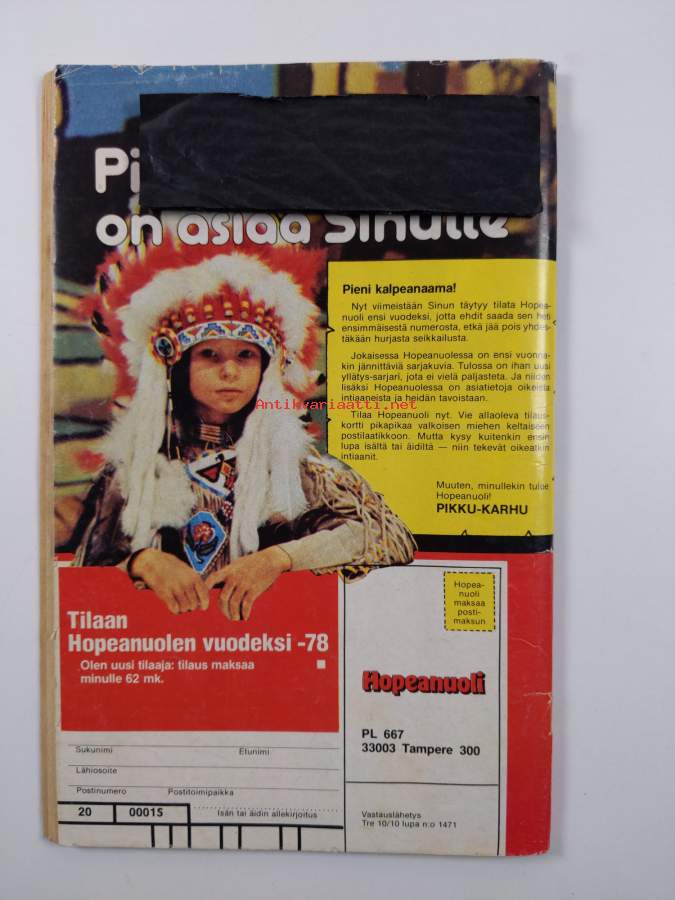 Pi
on asiaa Sinulle
Pieni kalpeanaama!
Nyt viimeistään Sinun täytyy tilata Hopea-
nuoli ensi vuodeksi, jotta ehdit saada sen heti
ensimmäisestä numerosta, etkä jää pois yhdes-
täkään hurjasta seikkailusta.
Jokaisessa Hopeanuolessa on ensi vuonna-
kin jännittäviä sarjakuvia. Tulossa on ihan uusi
yllätys-sarjari, jota ei vielä paljasteta. Ja niiden
lisäksi Hopeanuolessa on asiatietoja oikeista
intiaaneista ja heidän tavoistaan.
Tilaa Hopeanuoli nyt. Vie allaoleva tilaus-
kortti pikapikaa valkoisen miehen keltaiseen
postilaatikkoon. Mutta kysy kuitenkin ensin
lupa isältä tai äidiltä — niin tekevät oikeatkin
intiaanit.
Muuten, minullekin tulee
Hopeanuoli!
PIKKU-KARHU
Antikvariaatti.net
Tilaan
Hopeanuolen vuodeksi -78
Olen uusi tilaaja: tilaus maksaa
minulle 62 mk.
Sukunimi Etunimi
Lähiosoite
Postinumero Postitoimipaikka
20 0001S Isän tai äidin allekirjoitus
Hopea-
nuoli
maksaa
posti-
maksun
Hopeanuoli
PL 667
33003 Tampere 300
Vastauslähetys
Tre 10/10 lupa n:o 1471